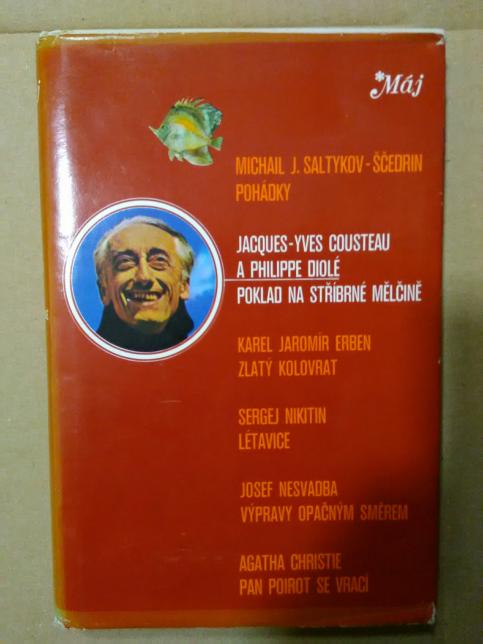 *Máj
MICHAIL J. SALTYKOV-ŠČEDRIN
POHÁDKY
JACQUES-YVES COUSTEAU
A PHILIPPE DIOLÉ
POKLAD NA STŘÍBRNÉ MĚLČINĚ
KAREL JAROMÍR ERBEN
ZLATÝ KOLOVRAT
SERGEJ NIKITIN
LÉTAVICE
JOSEF NESVADBA
VÝPRAVY OPAČNÝM SMĚREM
AGATHA CHRISTIE
PAN POIROT SE VRACÍ